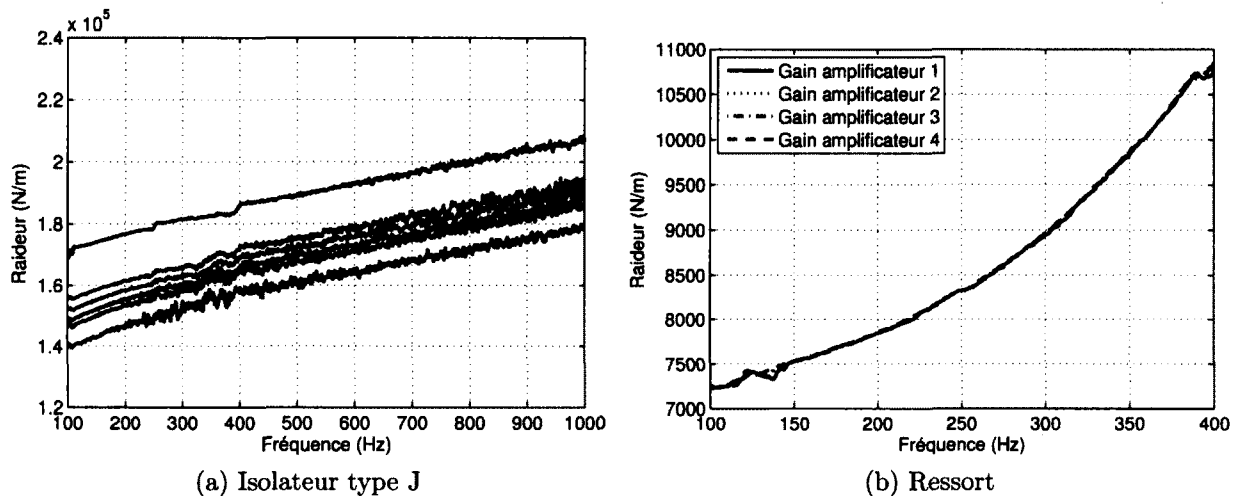 x 10^5
2.4
2.2
2
1.8
1.6
1.4
1.2
Raideur (N/m)
100 200 300 400 500 600 700 800 900 1000
Fréquence (Hz)
(a) Isolateur type J
11000
10500
10000
9500
9000
8500
8000
7500
7000
Raideur (N/m)
Gain amplificateur 1
Gain amplificateur 2
Gain amplificateur 3
Gain amplificateur 4
100 150 200 250 300 350 400
Fréquence (Hz)
(b) Ressort